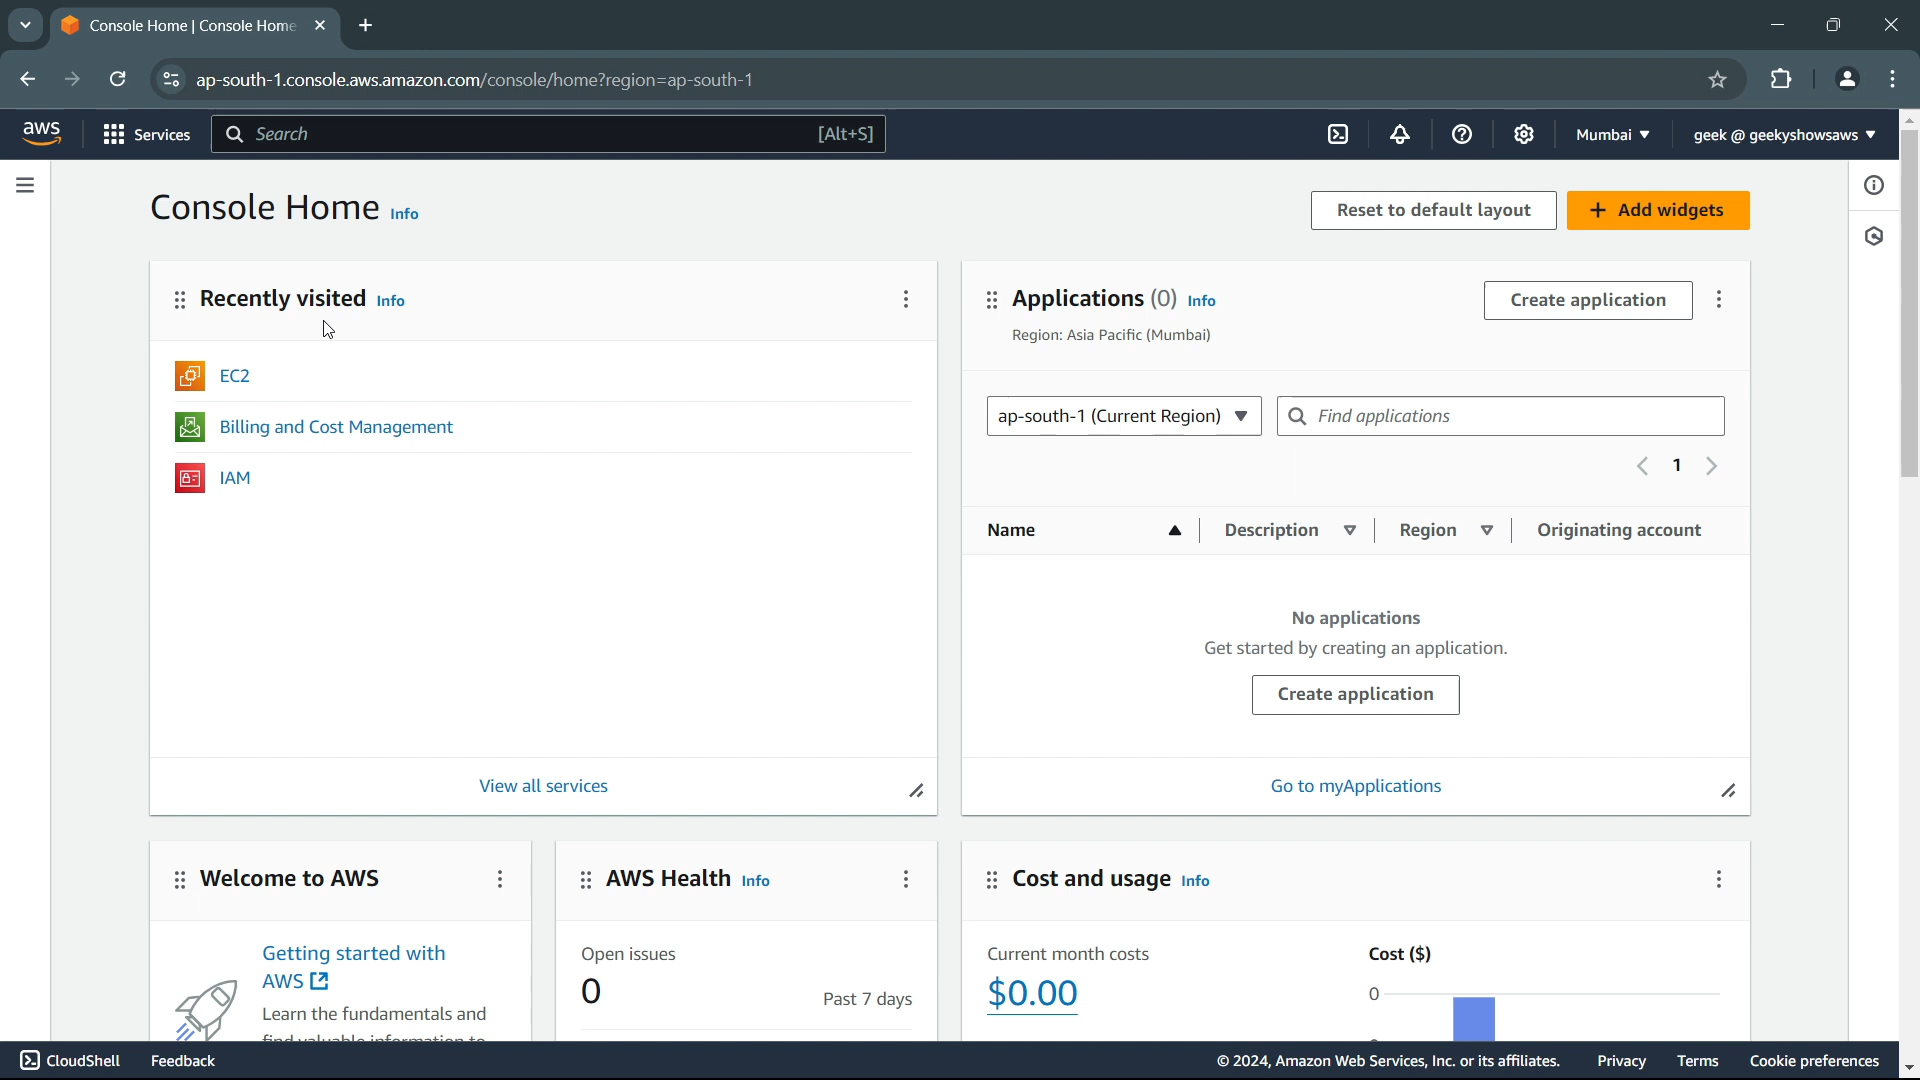 Console Home | Console Home
ap-south-1.console.aws.amazon.com/console/home?region=ap-south-1
aws
Services
Search
[Alt+S]
Mumbai
geek @ geekyshowsaws
Console Home Info
Reset to default layout
+ Add widgets
Recently visited Info
EC2
Billing and Cost Management
IAM
View all services
Applications (0) Info
Region: Asia Pacific (Mumbai)
Create application
ap-south-1 (Current Region)
Find applications
1
Name Description Region Originating account
No applications
Get started by creating an application.
Create application
Go to myApplications
Welcome to AWS
Getting started with
AWS
Learn the fundamentals and
find valuable information to
AWS Health Info
Open issues
0
Past 7 days
Cost and usage Info
Current month costs
$0.00
Cost ($)
0
CloudShell
Feedback
© 2024, Amazon Web Services, Inc. or its affiliates.
Privacy
Terms
Cookie preferences